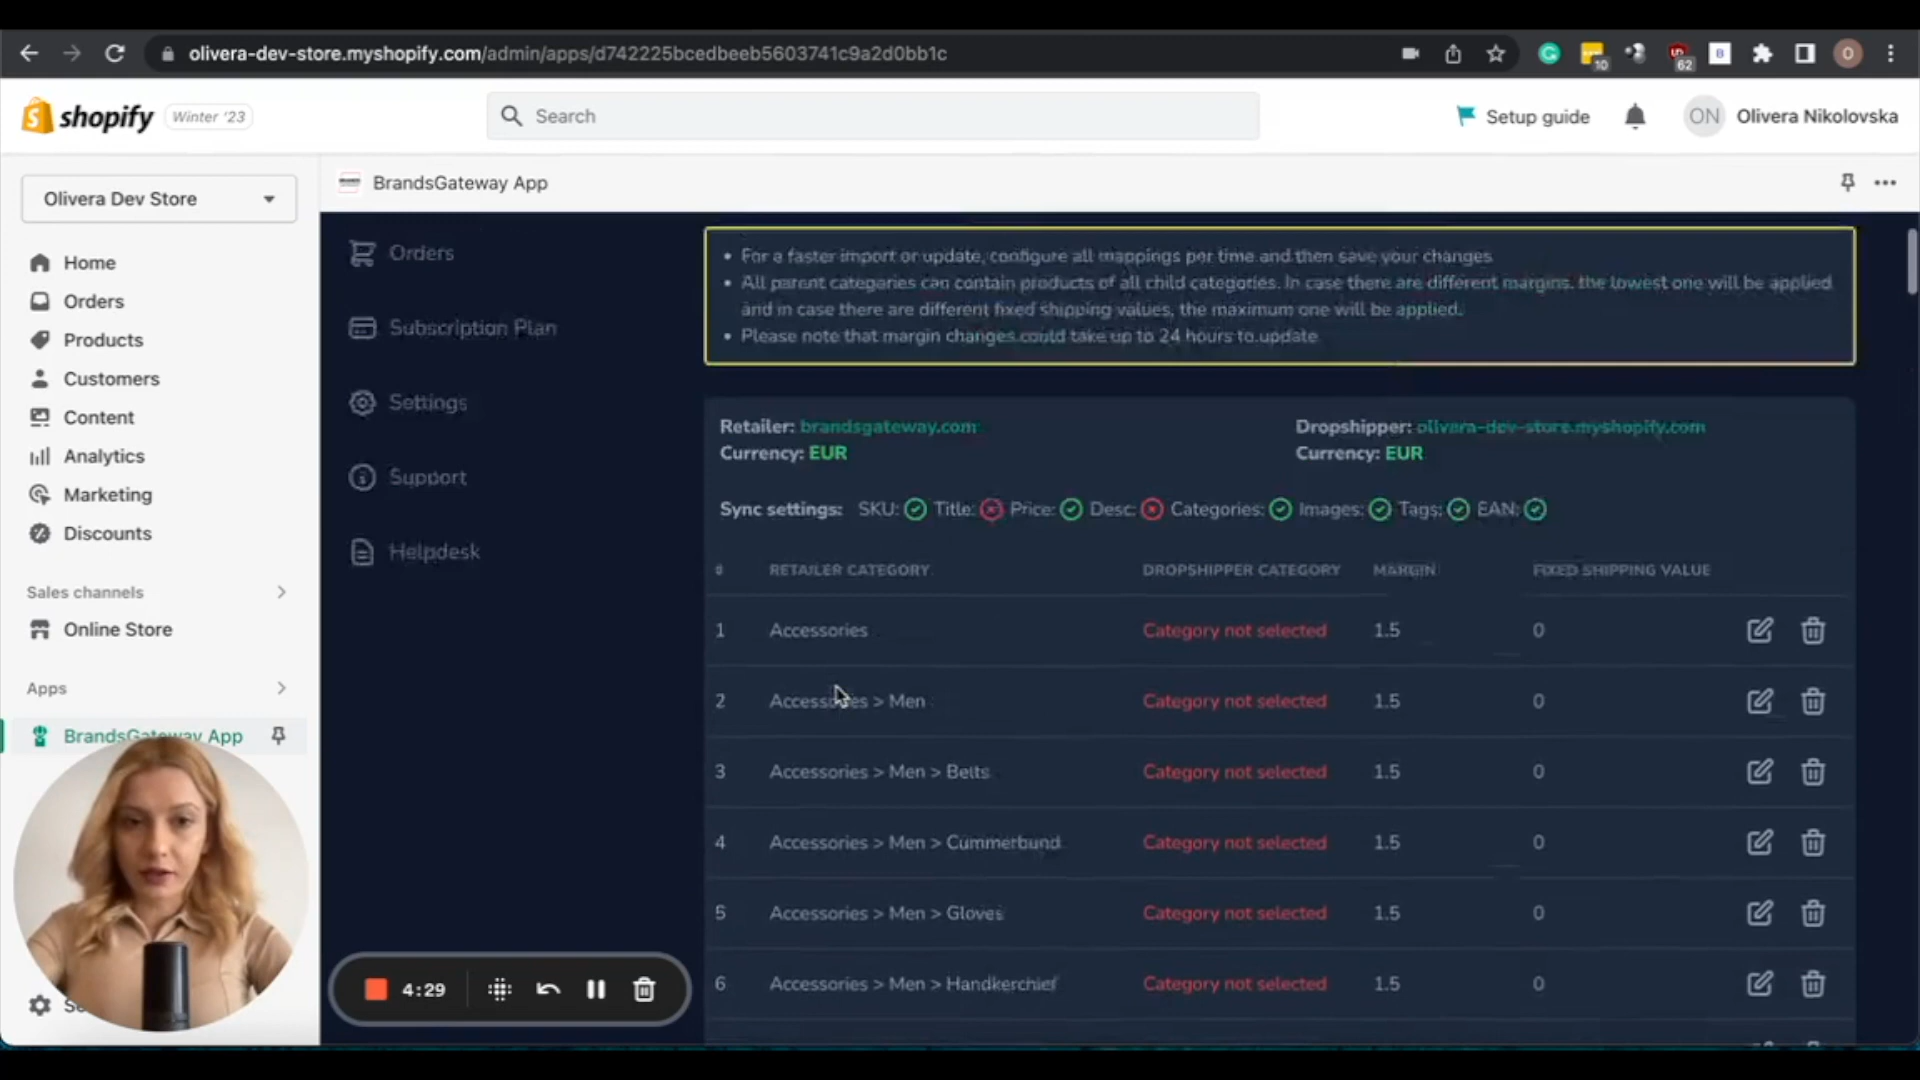 olivera-dev-store.myshopify.com/admin/apps/d742225bcedbeeb5603741c9a2d0bb1c
10
62
O
shopify
Winter '23
Search
Setup guide
ON
Olivera Nikolovska
Olivera Dev Store
BrandsGateway App
Home
Orders
Products
Customers
Content
Analytics
Marketing
Discounts
Sales channels
Online Store
Apps
BrandsGateway App
Orders
Subscription Plan
Settings
Support
Helpdesk
4:29
• For a faster import or update, configure all mappings per time and then save your changes
• All parent categories can contain products of all child categories. In case there are different margins, the lowest one will be applied
and in case there are different fixed shipping values, the maximum one will be applied.
• Please note that margin changes could take up to 24 hours to update
Retailer: brandsgateway.com Dropshipper: olivera-dev-store.myshopify.com
Currency: EUR Currency: EUR
Sync settings: SKU: Title: Price: Desc: Categories: Images: Tags: EAN:
# RETAILER CATEGORY DROPSHIPPER CATEGORY MARGIN FIXED SHIPPING VALUE
1 Accessories Category not selected 1.5 0
2 Accessories > Men Category not selected 1.5 0
3 Accessories > Men > Belts Category not selected 1.5 0
4 Accessories > Men > Cummerbund Category not selected 1.5 0
5 Accessories > Men > Gloves Category not selected 1.5 0
6 Accessories > Men > Handkerchief Category not selected 1.5 0